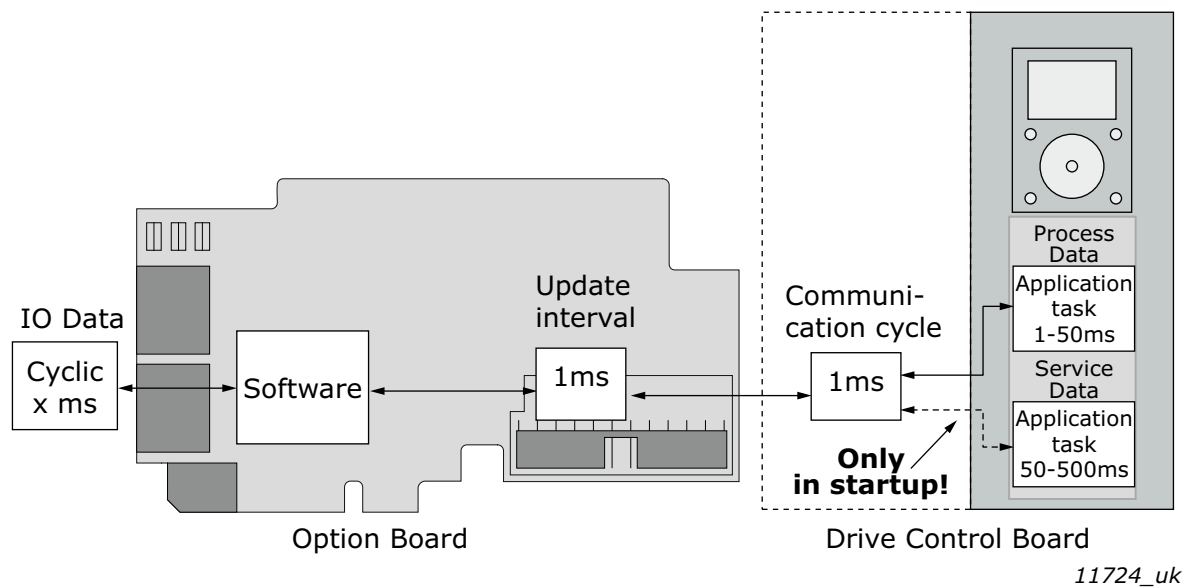 IO Data
Cyclic
x ms
Software
Update
interval
1ms
Option Board
Communi-
cation cycle
1ms
Only
in startup!
Process
Data
Application
task
1-50ms
Service
Data
Application
task
50-500ms
Drive Control Board
11724_uk